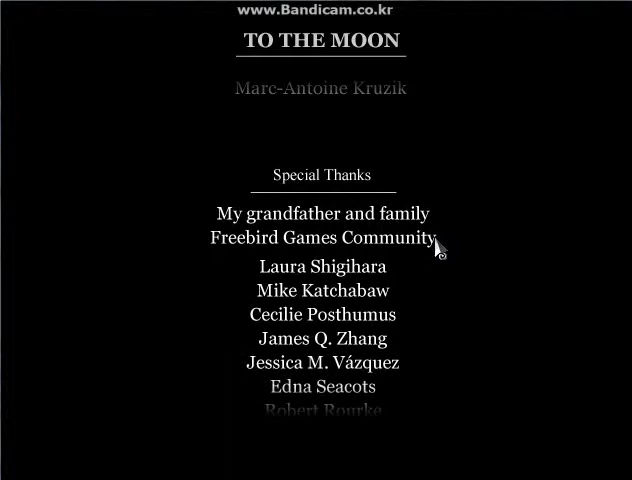 www.Bandicam.co.kr
TO THE MOON
Marc-Antoine Kruzik
Special Thanks
My grandfather and family
Freebird Games Community
Laura Shigihara
Mike Katchabaw
Cecilie Posthumus
James Q. Zhang
Jessica M. Vázquez
Edna Seacots
Robert Rourke